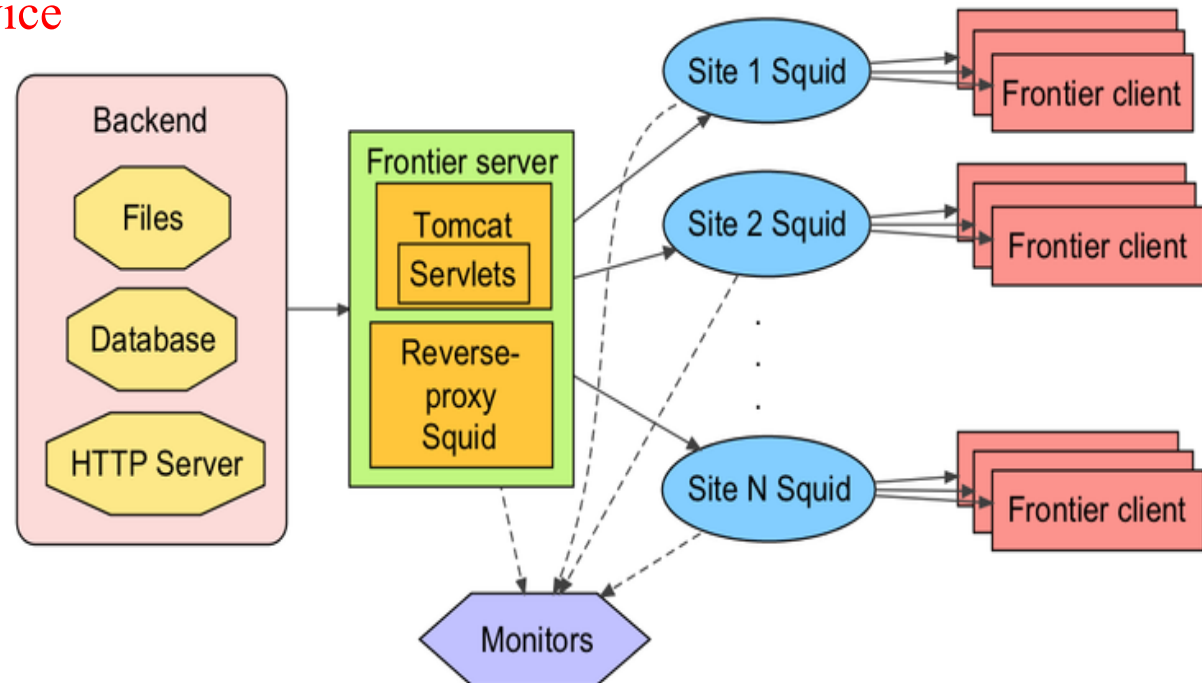 Backend
Files
Database
HTTP Server
Frontier server
Tomcat
Servlets
Reverse-
proxy
Squid
Site 1 Squid
Site 2 Squid
.
.
.
Site N Squid
Frontier client
Frontier client
Frontier client
Monitors